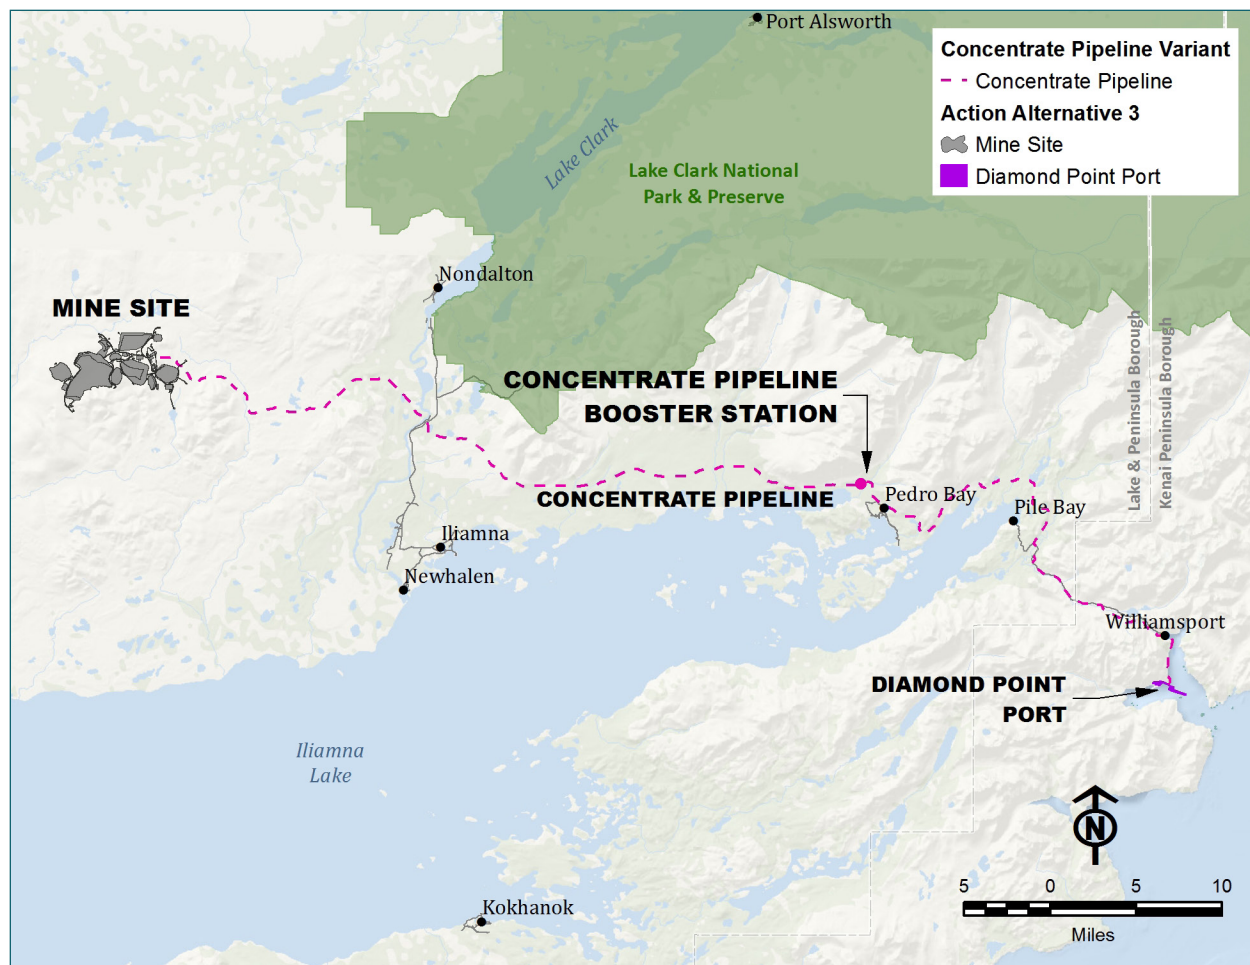 Port Alsworth
Concentrate Pipeline Variant
Concentrate Pipeline
Action Alternative 3
Mine Site
Diamond Point Port
Lake Clark
Lake Clark National
Park & Preserve
Nondalton
MINE SITE
Lake & Peninsula Borough
Kenai Peninsula Borough
CONCENTRATE PIPELINE
BOOSTER STATION
CONCENTRATE PIPELINE
Pedro Bay
Pile Bay
Iliamna
Newhalen
Williamsport
DIAMOND POINT
PORT
Iliamna
Lake
N
5 0 5 10
Miles
Kokhanok